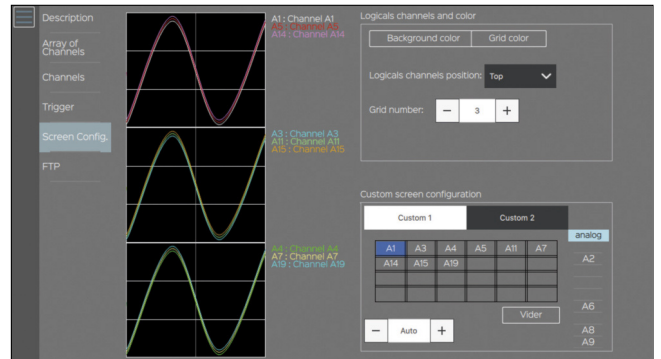 Description
Array of
Channels
Channels
Trigger
Screen Config.
FTP
A1 : Channel A1
A5 : Channel A5
A14 : Channel A14
A3 : Channel A3
A11 : Channel A11
A15 : Channel A15
A4 : Channel A4
A7 : Channel A7
A19 : Channel A19
Logicals channels and color
Background color Grid color
Logicals channels position: Top
Grid number: − 3 +
Custom screen configuration
Custom 1 Custom 2
analog
A1 A3 A4 A5 A11 A7
A14 A15 A19
A2
A6
Vider
− Auto +
A8
A9